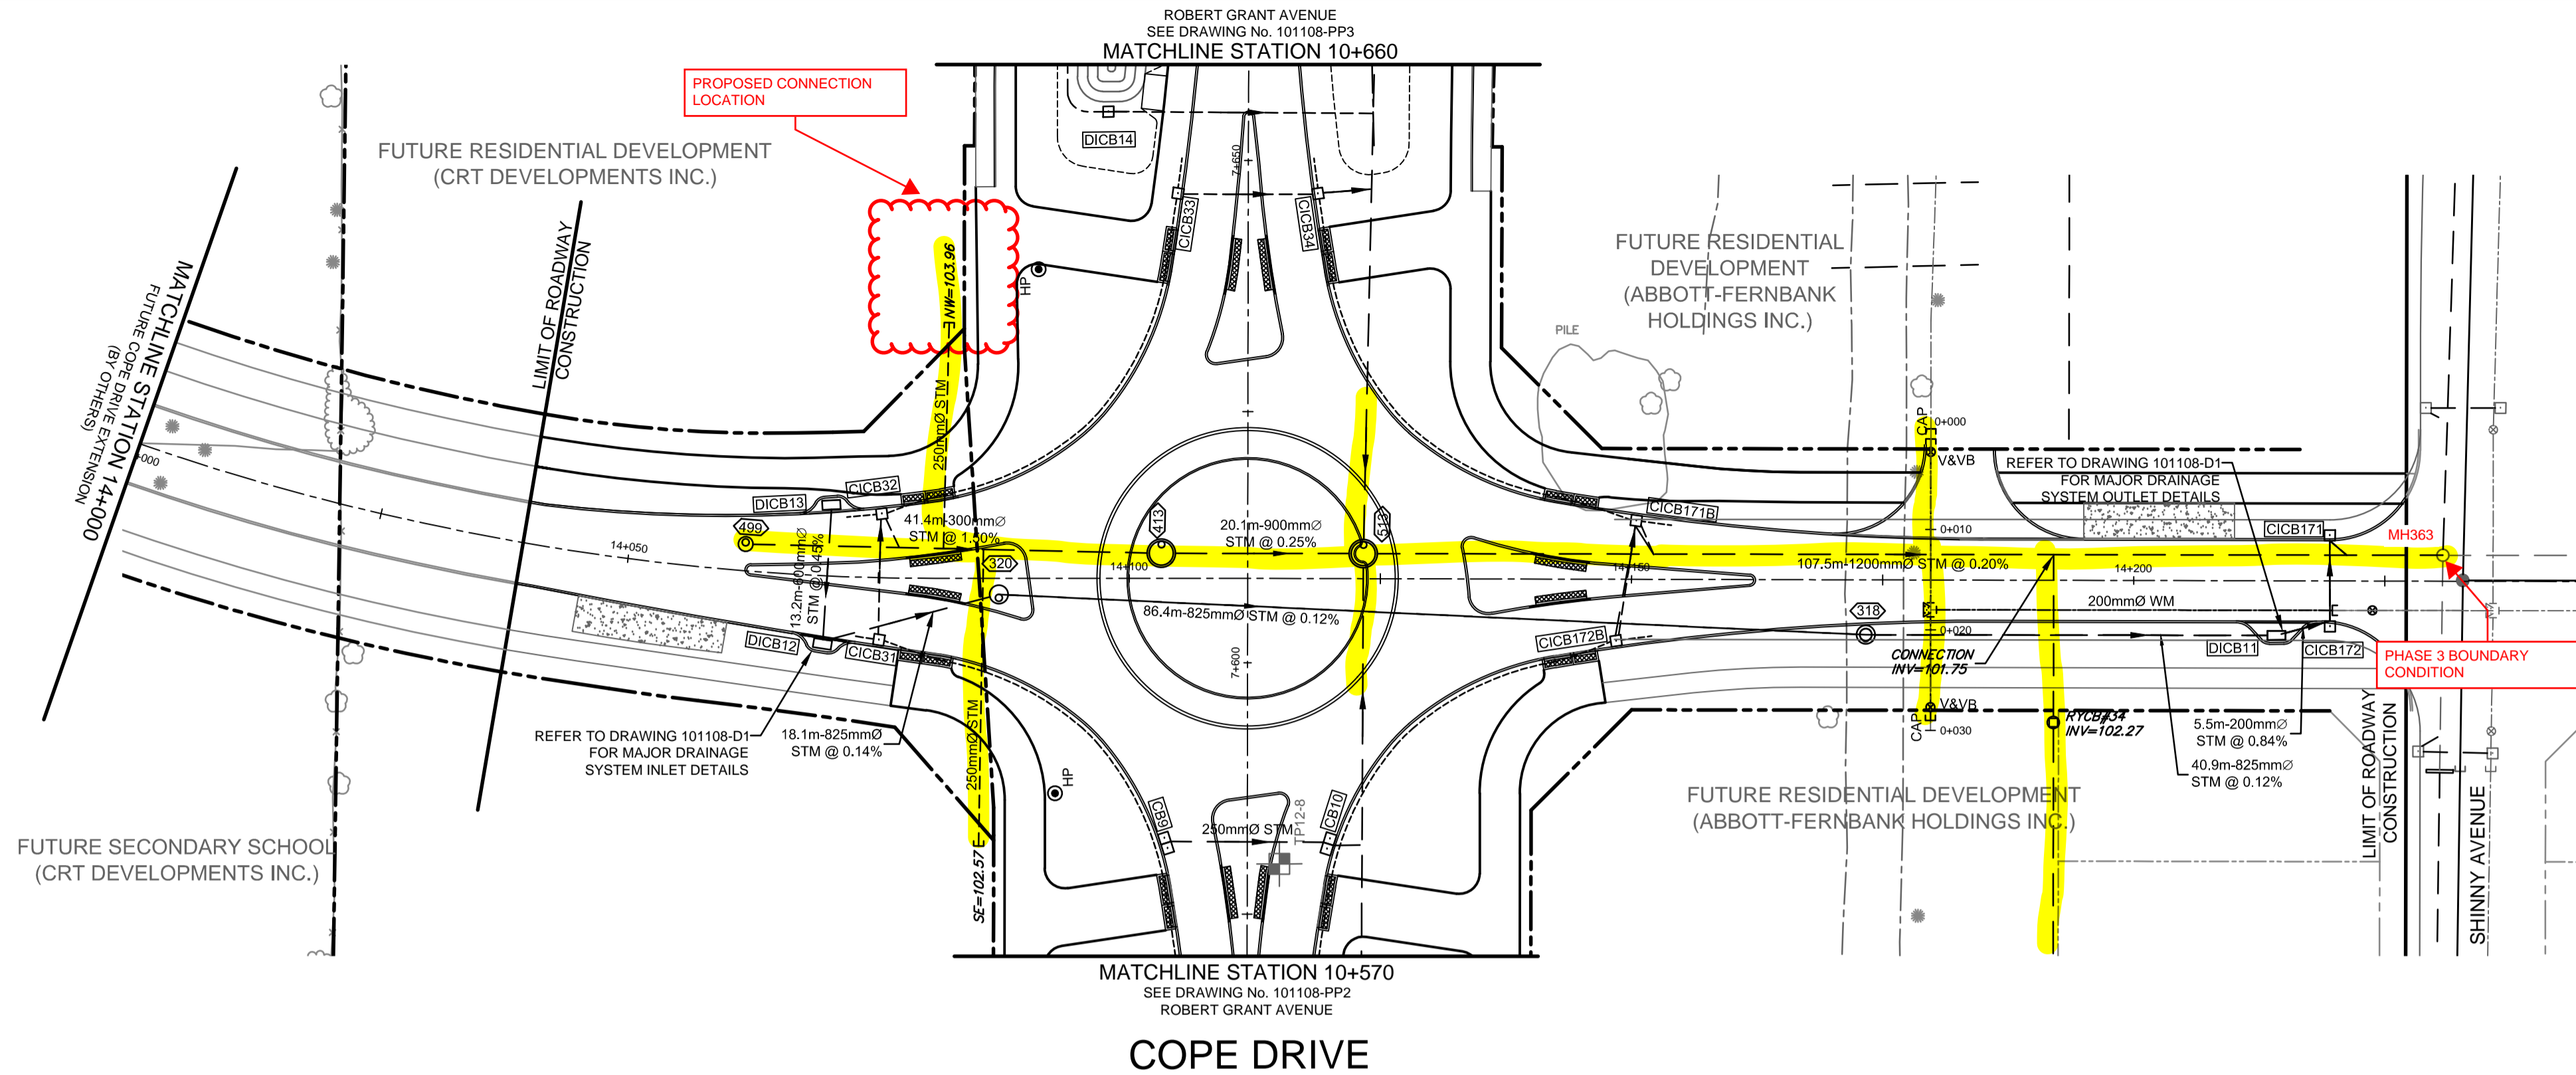 ROBERT GRANT AVENUE
SEE DRAWING No. 101108-PP3
MATCHLINE STATION 10+660
PROPOSED CONNECTION
LOCATION
FUTURE RESIDENTIAL DEVELOPMENT
(CRT DEVELOPMENTS INC.)
DICB14
7+650
CICB33
CICB34
HP
NW=103.96
FUTURE RESIDENTIAL
DEVELOPMENT
(ABBOTT-FERNBANK
HOLDINGS INC.)
PILE
LIMIT OF ROADWAY
CONSTRUCTION
MATCHLINE STATION 14+000
FUTURE COPE DRIVE EXTENSION
(BY OTHERS)
+000
250mmØ STM
CAP
0+000
V&VB
REFER TO DRAWING 101108-D1
FOR MAJOR DRAINAGE
SYSTEM OUTLET DETAILS
DICB13
CICB32
499
41.4m-300mmØ
STM @ 1.50%
413
20.1m-900mmØ
STM @ 0.25%
513
CICB171B
0+010
CICB171
MH363
14+050
13.2m-600mmØ
STM @ 0.45%
320
14+100
14+150
107.5m-1200mmØ STM @ 0.20%
14+200
86.4m-825mmØ STM @ 0.12%
318
200mmØ WM
DICB12
CICB31
CICB172B
0+020
CONNECTION
INV=101.75
DICB11
CICB172
PHASE 3 BOUNDARY
CONDITION
7+600
REFER TO DRAWING 101108-D1
FOR MAJOR DRAINAGE
SYSTEM INLET DETAILS
18.1m-825mmØ
STM @ 0.14%
250mmØ STM
V&VB
CAP
0+030
RYCB#34
INV=102.27
5.5m-200mmØ
STM @ 0.84%
40.9m-825mmØ
STM @ 0.12%
LIMIT OF ROADWAY
CONSTRUCTION
SHINNY AVENUE
HP
CB9
250mmØ STM
CB10
TP12-8
FUTURE RESIDENTIAL DEVELOPMENT
(ABBOTT-FERNBANK HOLDINGS INC.)
FUTURE SECONDARY SCHOOL
(CRT DEVELOPMENTS INC.)
SE=102.57
MATCHLINE STATION 10+570
SEE DRAWING No. 101108-PP2
ROBERT GRANT AVENUE
COPE DRIVE